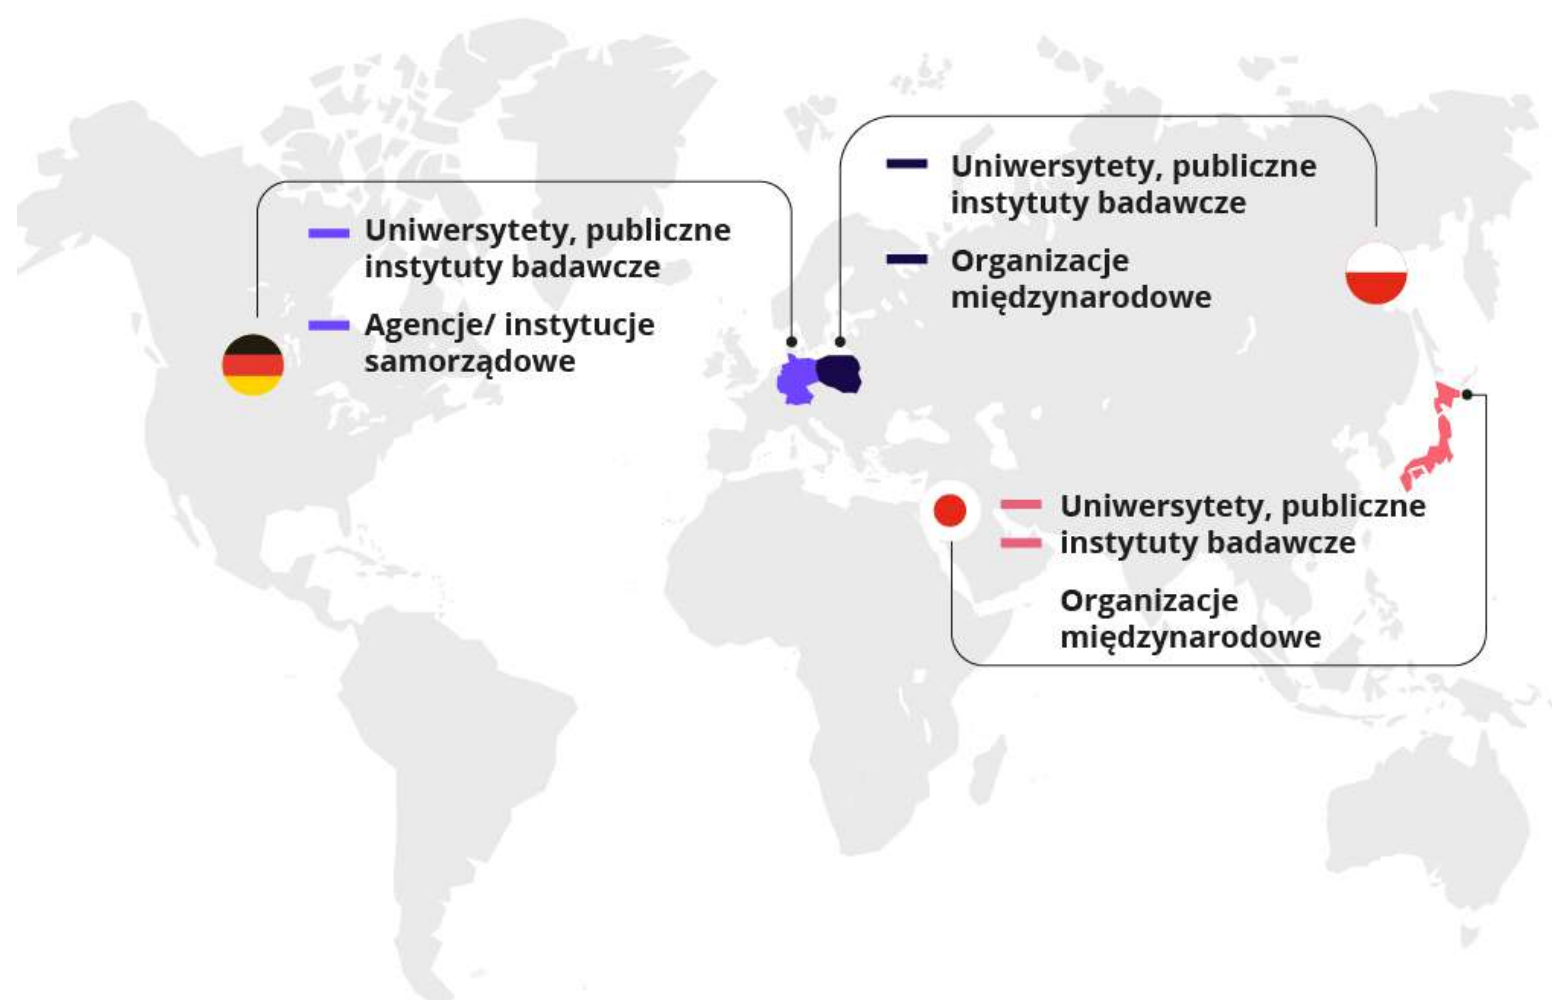 Uniwersytety, publiczne
instytuty badawcze
Agencje/ instytucje
samorządowe
Uniwersytety, publiczne
instytuty badawcze
Organizacje
międzynarodowe
Uniwersytety, publiczne
instytuty badawcze
Organizacje
międzynarodowe